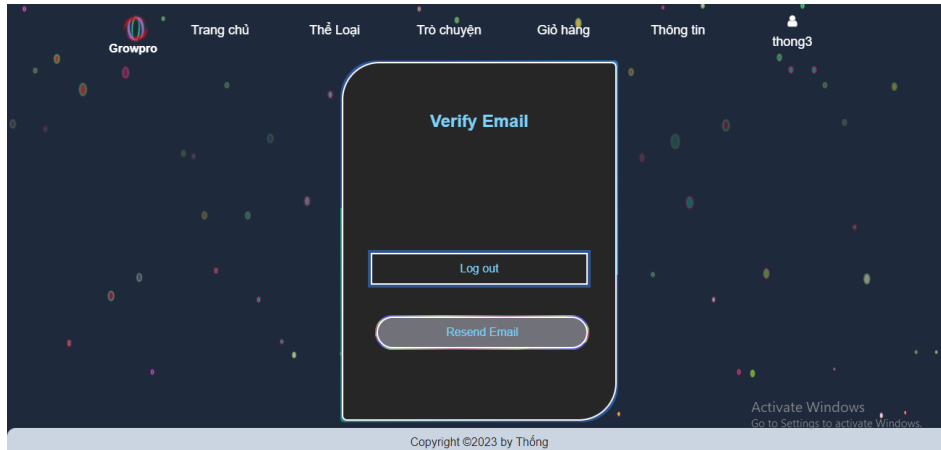 Growpro
Trang chủ
Thể Loại
Trò chuyện
Giỏ hàng
Thông tin
thong3
Verify Email
Log out
Resend Email
Activate Windows
Go to Settings to activate Windows.
Copyright ©2023 by Thống